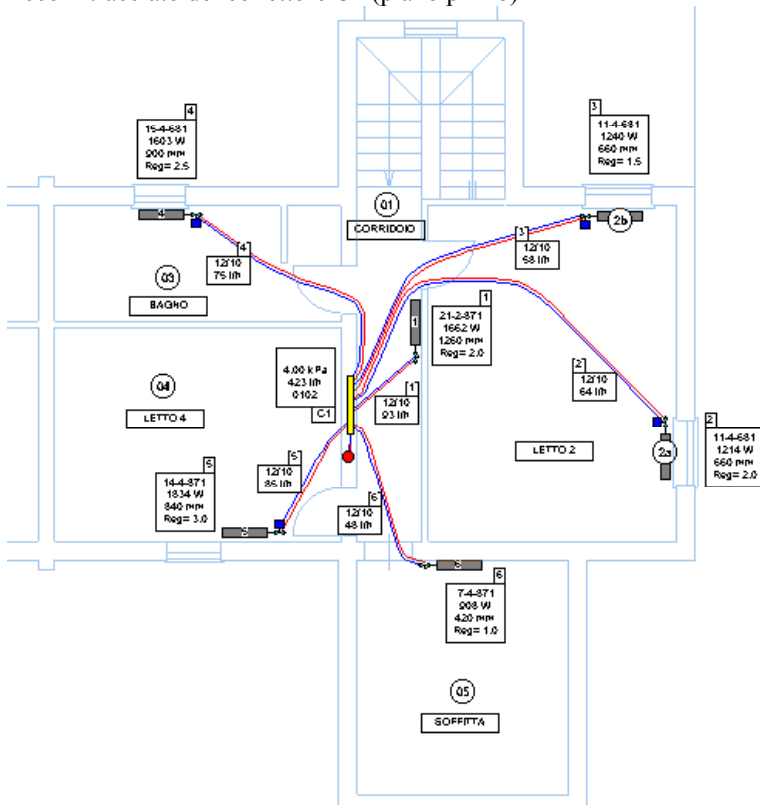 4
15-4-681
1603 W
900 mm
Reg= 2.5
3
11-4-681
1240 W
660 mm
Reg= 1.5
01
CORRIDOIO
4
2b
[3]
12/10
68 l/h
[4]
12/10
75 l/h
03
BAGNO
1
1
21-2-871
1662 W
1260 mm
Reg= 2.0
4.00 kPa
423 l/h
0102
C1
[1]
12/10
93 l/h
[2]
12/10
64 l/h
04
LETTO 4
2
11-4-681
1214 W
660 mm
Reg= 2.0
LETTO 2
2a
5
14-4-871
1834 W
840 mm
Reg= 3.0
[5]
12/10
86 l/h
[6]
12/10
48 l/h
5
6
6
7-4-871
908 W
420 mm
Reg= 1.0
05
SOFFITTA